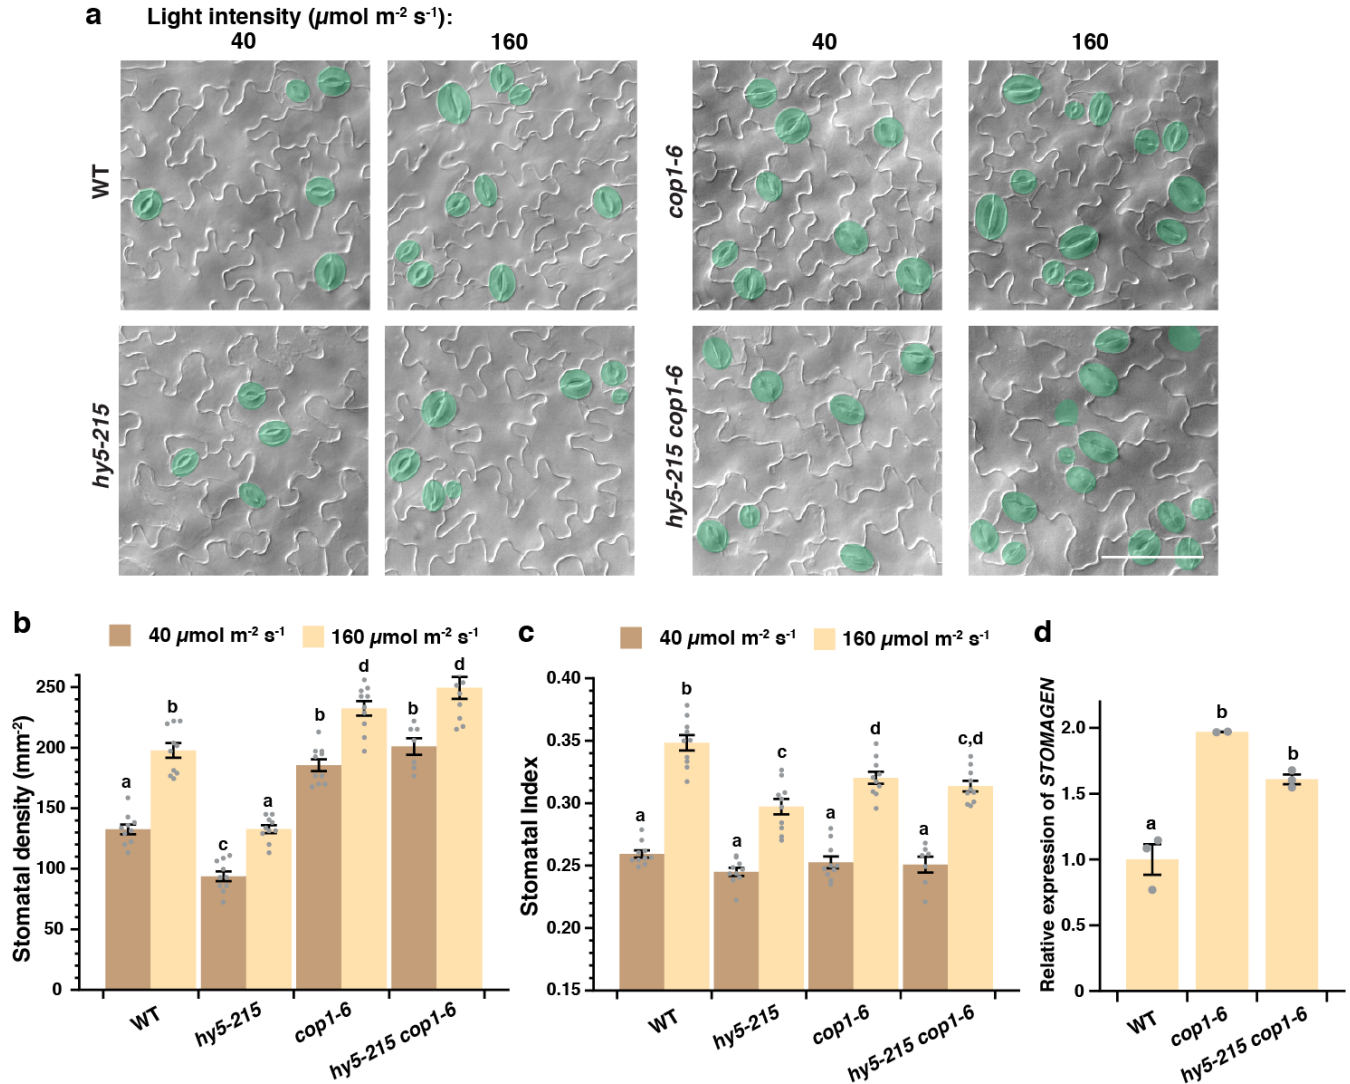 a
Light intensity (µmol m-2 s-1):
40
160
40
160
WT
cop1-6
hy5-215
hy5-215 cop1-6
b
40 µmol m-2 s-1
160 µmol m-2 s-1
Stomatal density (mm-2)
250
200
150
100
50
0
a
b
c
a
b
d
b
d
WT
hy5-215
cop1-6
hy5-215 cop1-6
c
40 µmol m-2 s-1
160 µmol m-2 s-1
Stomatal Index
0.40
0.35
0.30
0.25
0.20
0.15
a
b
a
c
a
d
a
c,d
WT
hy5-215
cop1-6
hy5-215 cop1-6
d
Relative expression of STOMAGEN
2.0
1.5
1.0
0.5
0
a
b
b
WT
cop1-6
hy5-215 cop1-6